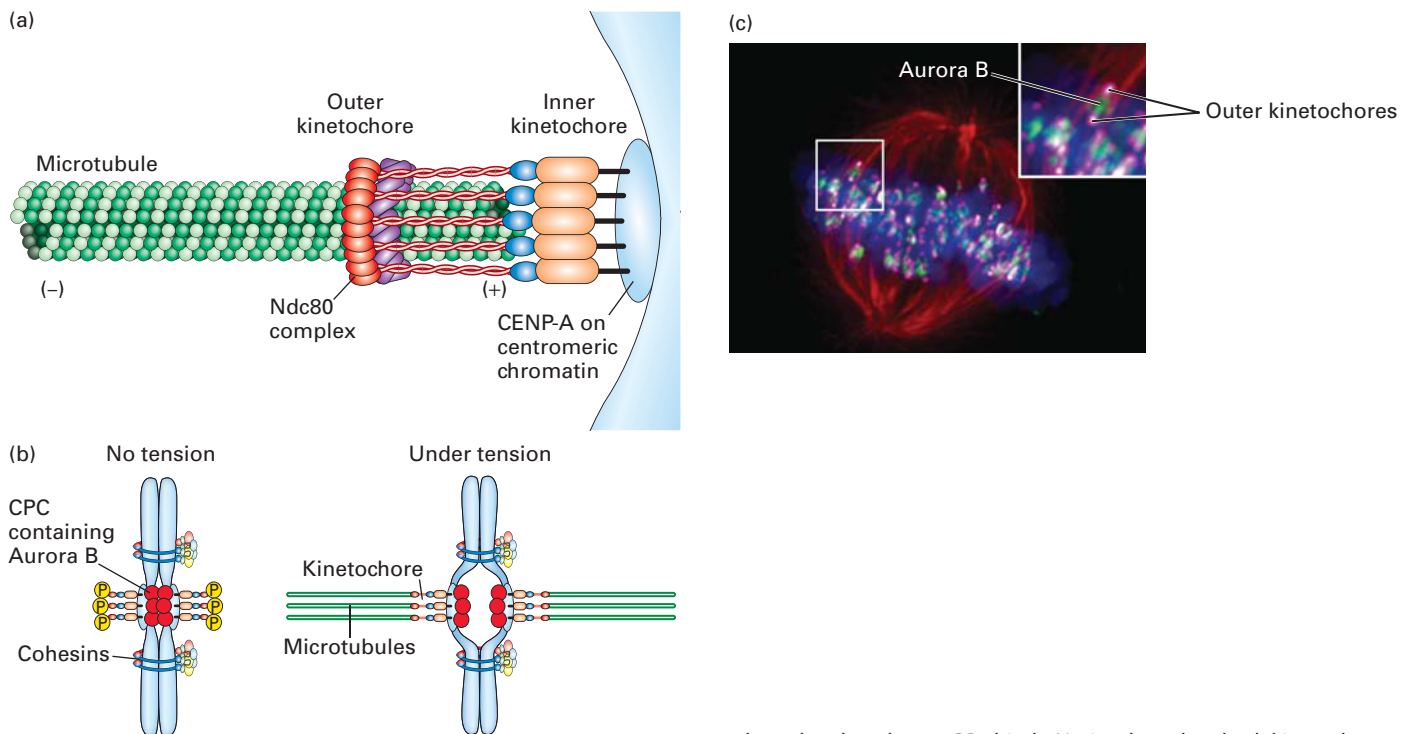 (a)
Microtubule
Outer
kinetochore
Inner
kinetochore
(–)
Ndc80
complex
(+)
CENP-A on
centromeric
chromatin
(b)
No tension
Under tension
CPC
containing
Aurora B
P
P
P
P
P
P
Cohesins
Kinetochore
Microtubules
(c)
Aurora B
Outer kinetochores